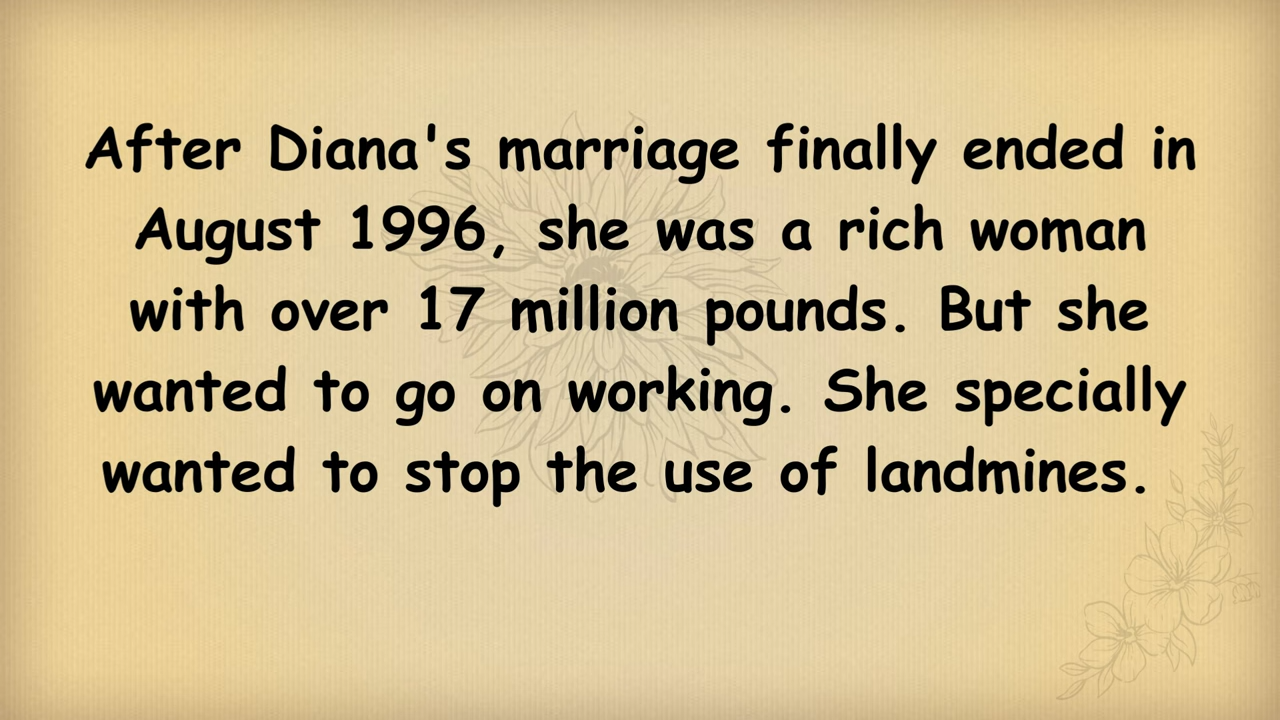 After Diana's marriage finally ended in
August 1996, she was a rich woman
with over 17 million pounds. But she
wanted to go on working. She specially
wanted to stop the use of landmines.